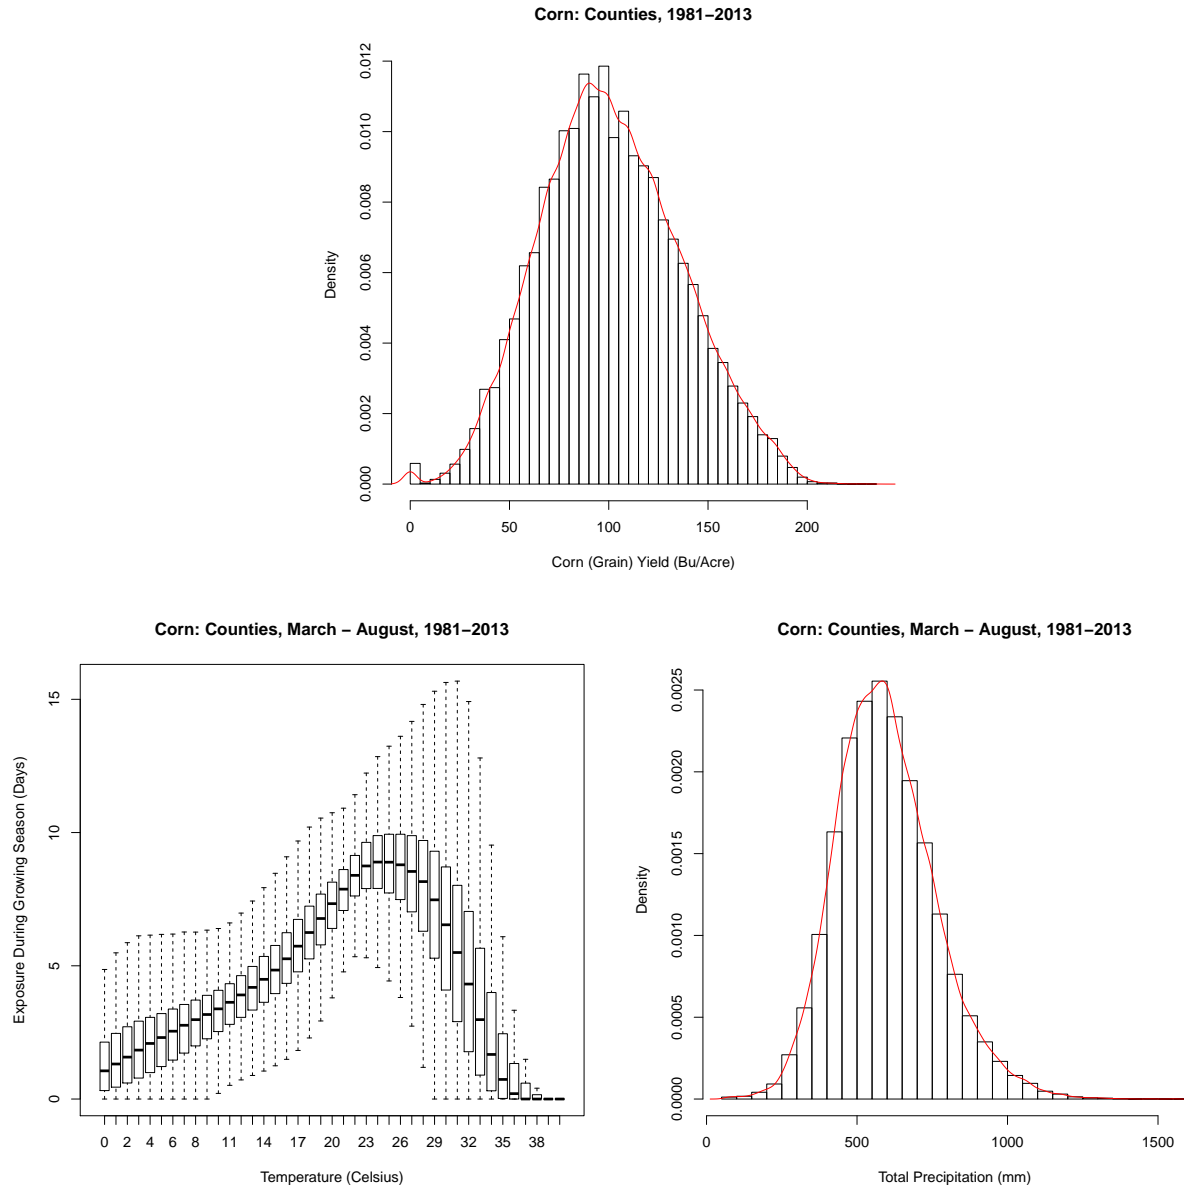 Corn: Counties, 1981−2013
0.012
0.010
0.008
0.006
0.004
0.002
0.000
Density
0 50 100 150 200
Corn (Grain) Yield (Bu/Acre)
Corn: Counties, March − August, 1981−2013
15
10
5
0
Exposure During Growing Season (Days)
0 2 4 6 8 11 14 17 20 23 26 29 32 35 38
Temperature (Celsius)
Corn: Counties, March − August, 1981−2013
0.0025
0.0020
0.0015
0.0010
0.0005
0.0000
Density
0 500 1000 1500
Total Precipitation (mm)